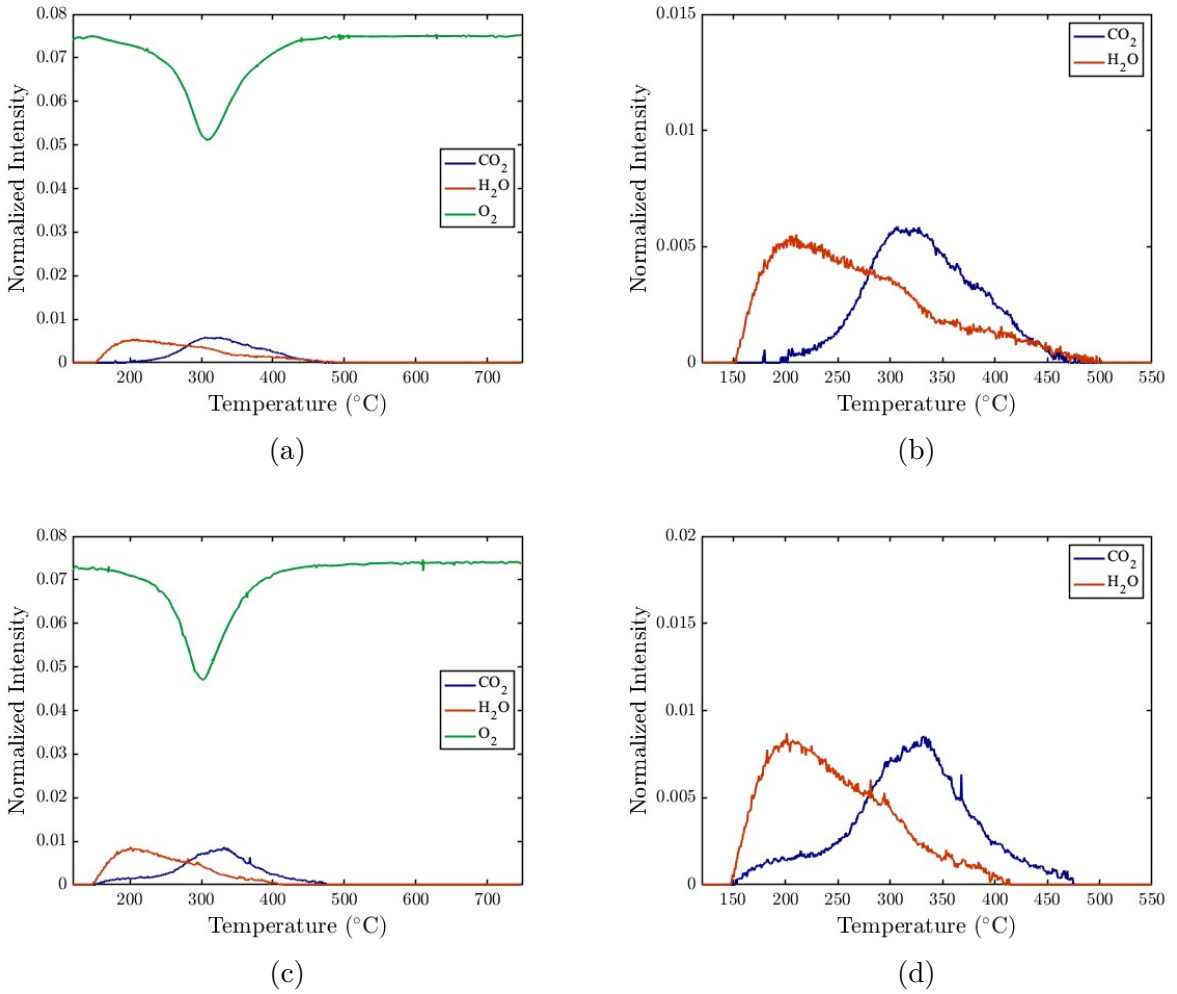 0.08
0.07
0.06
0.05
0.04
0.03
0.02
0.01
0
Normalized Intensity
CO2
H2O
O2
200 300 400 500 600 700
Temperature (°C)
(a)
0.015
0.01
0.005
0
Normalized Intensity
CO2
H2O
150 200 250 300 350 400 450 500 550
Temperature (°C)
(b)
0.08
0.07
0.06
0.05
0.04
0.03
0.02
0.01
0
Normalized Intensity
CO2
H2O
O2
200 300 400 500 600 700
Temperature (°C)
(c)
0.02
0.015
0.01
0.005
0
Normalized Intensity
CO2
H2O
150 200 250 300 350 400 450 500 550
Temperature (°C)
(d)